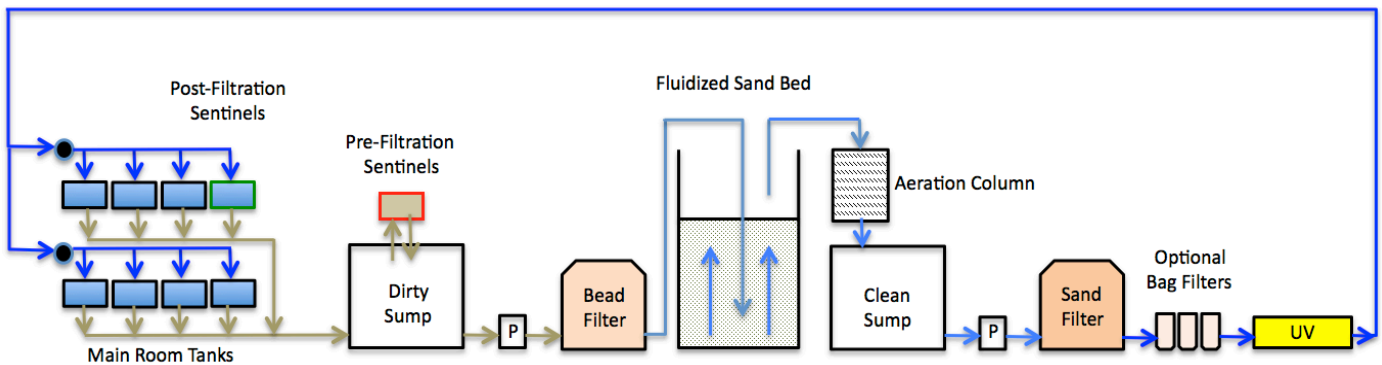 Post-Filtration
Sentinels
Pre-Filtration
Sentinels
Fluidized Sand Bed
Aeration Column
Optional
Bag Filters
Dirty
Sump
P
Bead
Filter
Clean
Sump
P
Sand
Filter
UV
Main Room Tanks